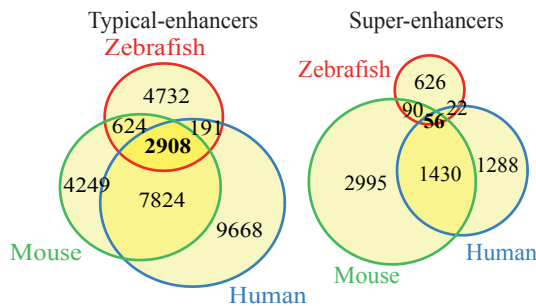 Typical-enhancers
Zebrafish
4732
624
191
2908
4249
7824
9668
Mouse
Human
Super-enhancers
Zebrafish
626
90
22
56
2995
1430
1288
Human
Mouse